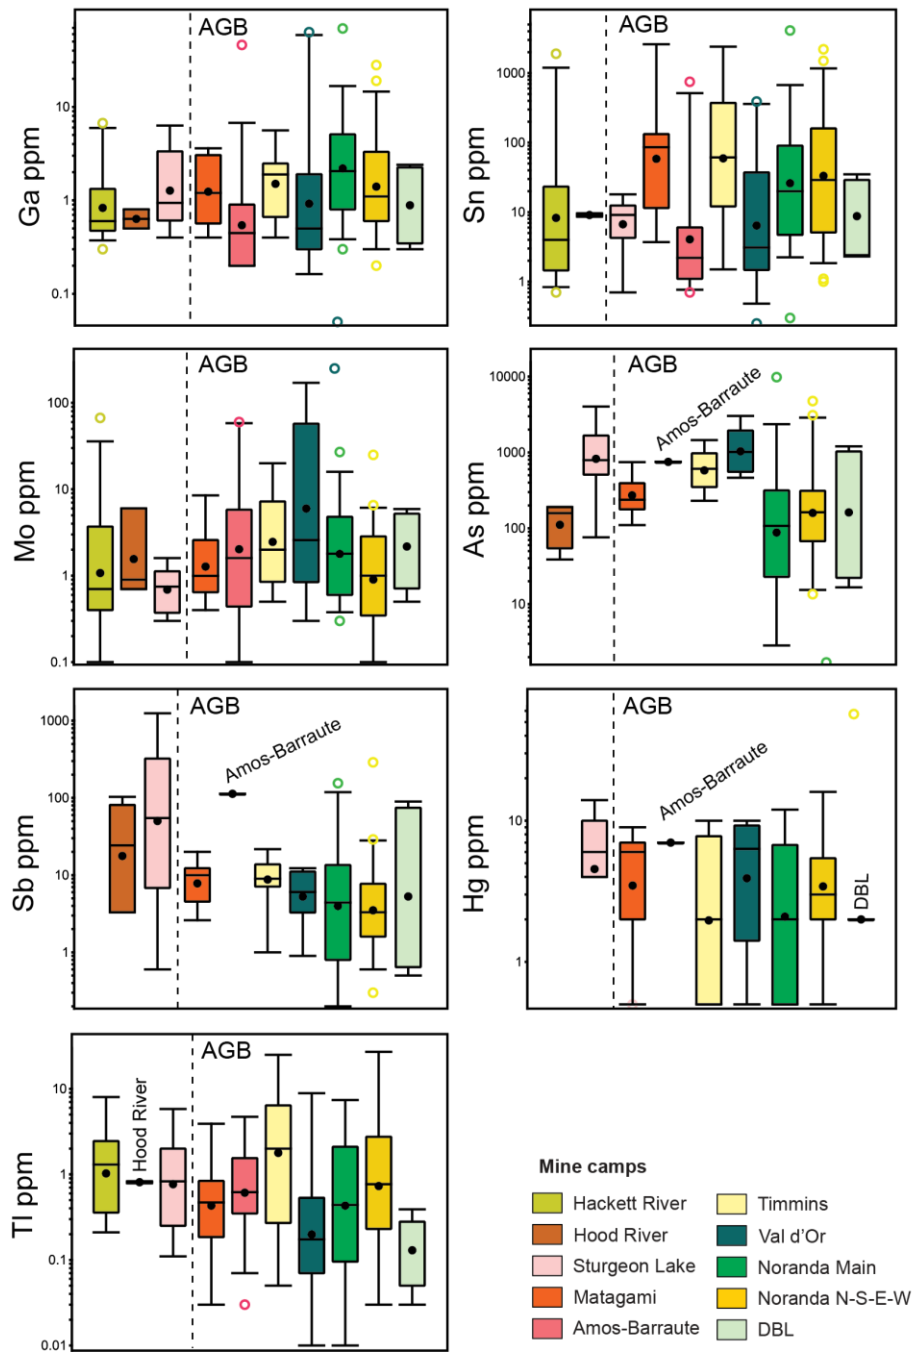 AGB
Ga ppm
10
1
0.1
AGB
Sn ppm
1000
100
10
1
AGB
Mo ppm
100
10
1
0.1
AGB
Amos-Barraute
As ppm
10000
1000
100
10
AGB
Amos-Barraute
Sb ppm
1000
100
10
1
AGB
Amos-Barraute
DBL
Hg ppm
10
1
AGB
Hood River
Tl ppm
10
1
0.1
0.01
Mine camps
Hackett River
Hood River
Sturgeon Lake
Matagami
Amos-Barraute
Timmins
Val d'Or
Noranda Main
Noranda N-S-E-W
DBL